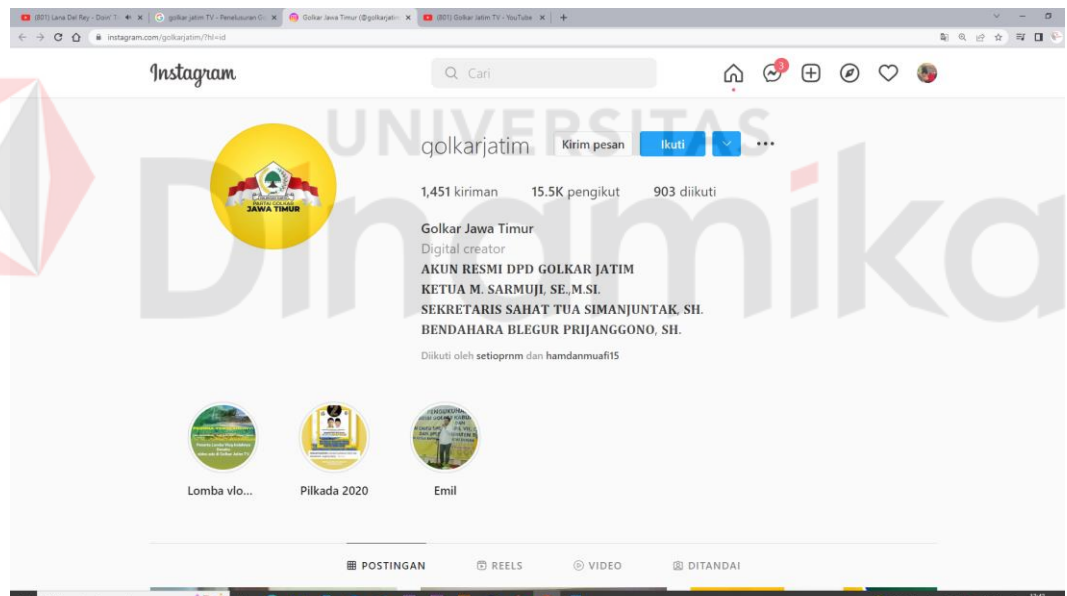 (801) Lana Del Rey - Doin' T
golkar jatim TV - Penelusuran G
Golkar Jawa Timur (@golkarjatim
(801) Golkar Jatim TV - YouTube
instagram.com/golkarjatim/?hl=id
Instagram
Cari
3
UNIVERSITAS
Dinamika
golkarjatim Kirim pesan Ikuti
1,451 kiriman 15.5K pengikut 903 diikuti
PARTAI GOLKAR
JAWA TIMUR
Golkar Jawa Timur
Digital creator
AKUN RESMI DPD GOLKAR JATIM
KETUA M. SARMUJI, SE.,M.SI.
SEKRETARIS SAHAT TUA SIMANJUNTAK, SH.
BENDAHARA BLEGUR PRIJANGGONO, SH.
Diikuti oleh setioprnm dan hamdanmuafi15
Lomba vlo...
Pilkada 2020
Emil
POSTINGAN REELS VIDEO DITANDAI